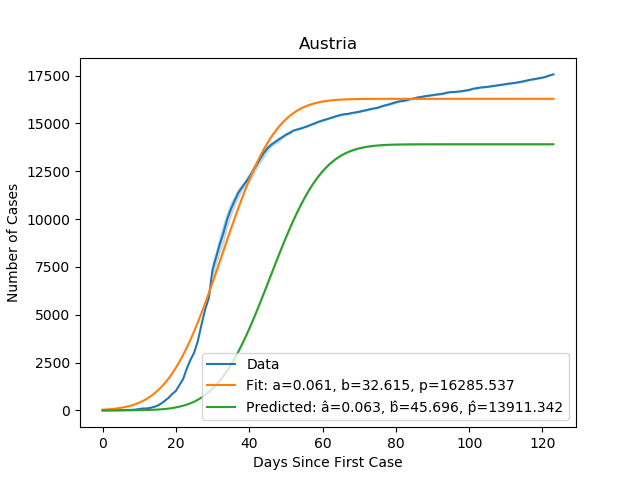 Austria
Number of Cases
17500
15000
12500
10000
7500
5000
2500
0
Data
Fit: a=0.061, b=32.615, p=16285.537
Predicted: â=0.063, b̂=45.696, p̂=13911.342
0 20 40 60 80 100 120
Days Since First Case